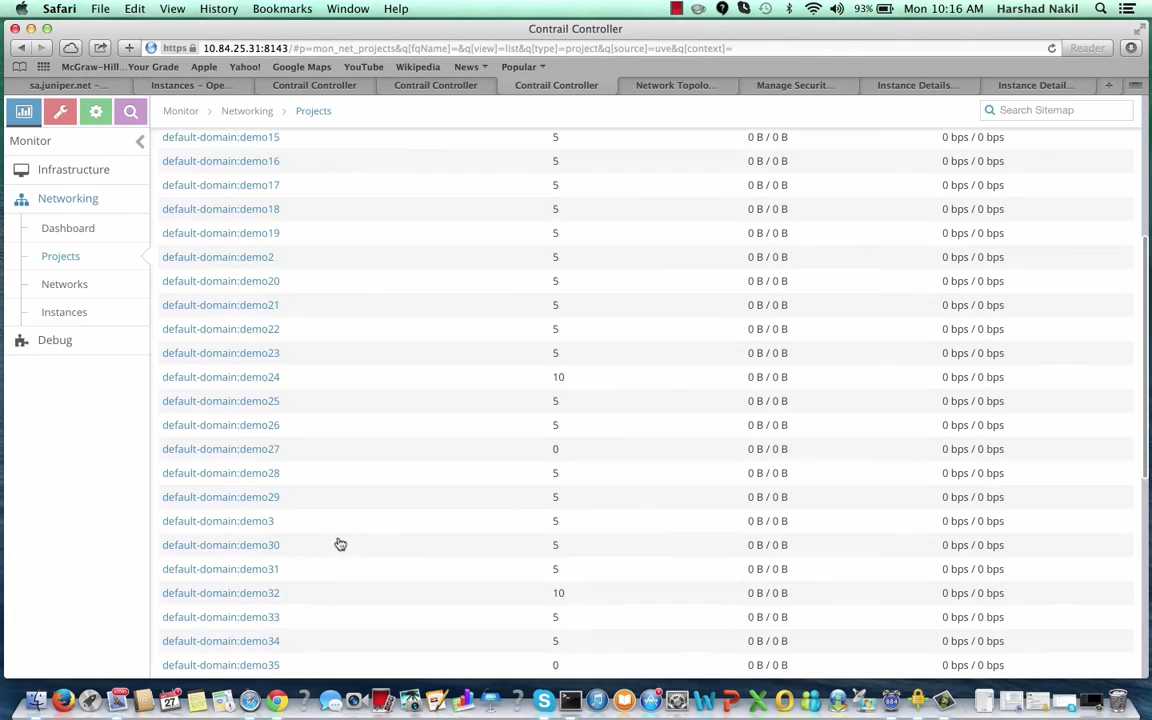 Safari File Edit View History Bookmarks Window Help 93% Mon 10:16 AM Harshad Nakil
Contrail Controller
https 10.84.25.31:8143/#p=mon_net_projects&q[fqName]=&q[view]=list&q[type]=project&q[source]=uve&q[context]= Reader
McGraw-Hill...Your Grade Apple Yahoo! Google Maps YouTube Wikipedia News Popular
sa.juniper.net -... Instances - Ope... Contrail Controller Contrail Controller Contrail Controller Network Topolo... Manage Securit... Instance Details... Instance Detail...
Monitor Networking Projects Search Sitemap
Monitor
Infrastructure
Networking
Dashboard
Projects
Networks
Instances
Debug
default-domain:demo15 5 0 B / 0 B 0 bps / 0 bps
default-domain:demo16 5 0 B / 0 B 0 bps / 0 bps
default-domain:demo17 5 0 B / 0 B 0 bps / 0 bps
default-domain:demo18 5 0 B / 0 B 0 bps / 0 bps
default-domain:demo19 5 0 B / 0 B 0 bps / 0 bps
default-domain:demo2 5 0 B / 0 B 0 bps / 0 bps
default-domain:demo20 5 0 B / 0 B 0 bps / 0 bps
default-domain:demo21 5 0 B / 0 B 0 bps / 0 bps
default-domain:demo22 5 0 B / 0 B 0 bps / 0 bps
default-domain:demo23 5 0 B / 0 B 0 bps / 0 bps
default-domain:demo24 10 0 B / 0 B 0 bps / 0 bps
default-domain:demo25 5 0 B / 0 B 0 bps / 0 bps
default-domain:demo26 5 0 B / 0 B 0 bps / 0 bps
default-domain:demo27 0 0 B / 0 B 0 bps / 0 bps
default-domain:demo28 5 0 B / 0 B 0 bps / 0 bps
default-domain:demo29 5 0 B / 0 B 0 bps / 0 bps
default-domain:demo3 5 0 B / 0 B 0 bps / 0 bps
default-domain:demo30 5 0 B / 0 B 0 bps / 0 bps
default-domain:demo31 5 0 B / 0 B 0 bps / 0 bps
default-domain:demo32 10 0 B / 0 B 0 bps / 0 bps
default-domain:demo33 5 0 B / 0 B 0 bps / 0 bps
default-domain:demo34 5 0 B / 0 B 0 bps / 0 bps
default-domain:demo35 0 0 B / 0 B 0 bps / 0 bps